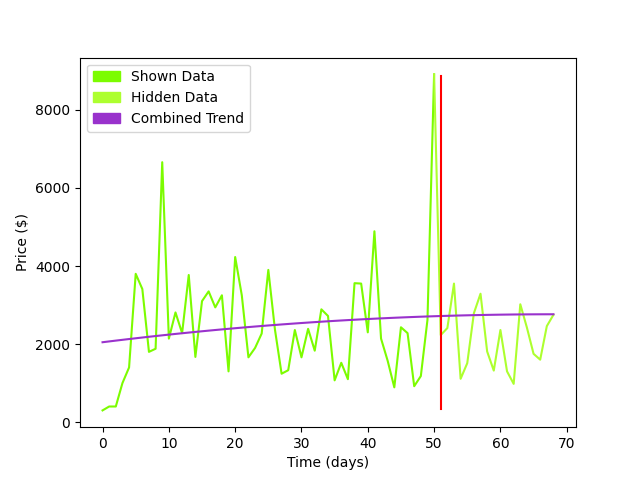 Shown Data
Hidden Data
Combined Trend
8000
6000
4000
2000
0
Price ($)
0 10 20 30 40 50 60 70
Time (days)